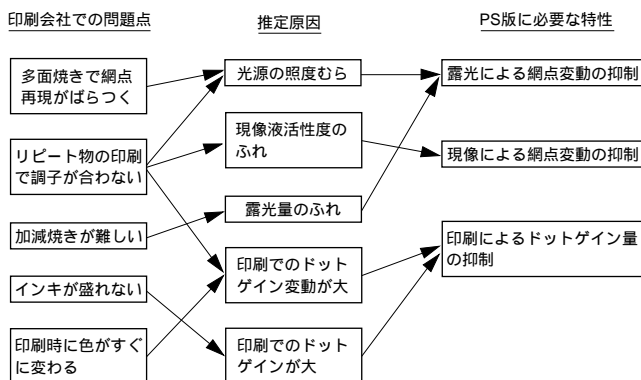 印刷会社での問題点
推定原因
PS版に必要な特性
多面焼きで網点
再現がばらつく
リピート物の印刷
で調子が合わない
加減焼きが難しい
インキが盛れない
印刷時に色がすぐ
に変わる
光源の照度むら
現像液活性度の
ふれ
露光量のふれ
印刷でのドット
ゲイン変動が大
印刷でのドット
ゲインが大
露光による網点変動の抑制
現像による網点変動の抑制
印刷によるドットゲイン量
の抑制